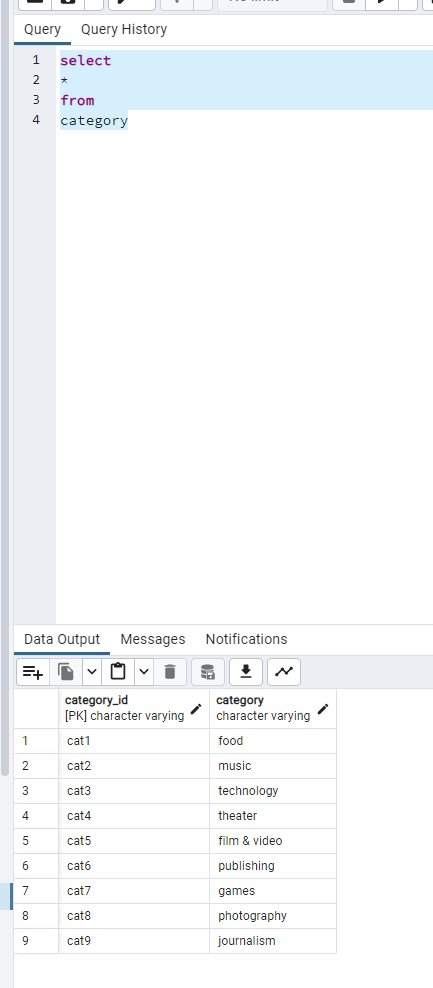 Query Query History
1 select
2 *
3 from
4 category
Data Output Messages Notifications
category_id category
[PK] character varying character varying
1 cat1 food
2 cat2 music
3 cat3 technology
4 cat4 theater
5 cat5 film & video
6 cat6 publishing
7 cat7 games
8 cat8 photography
9 cat9 journalism